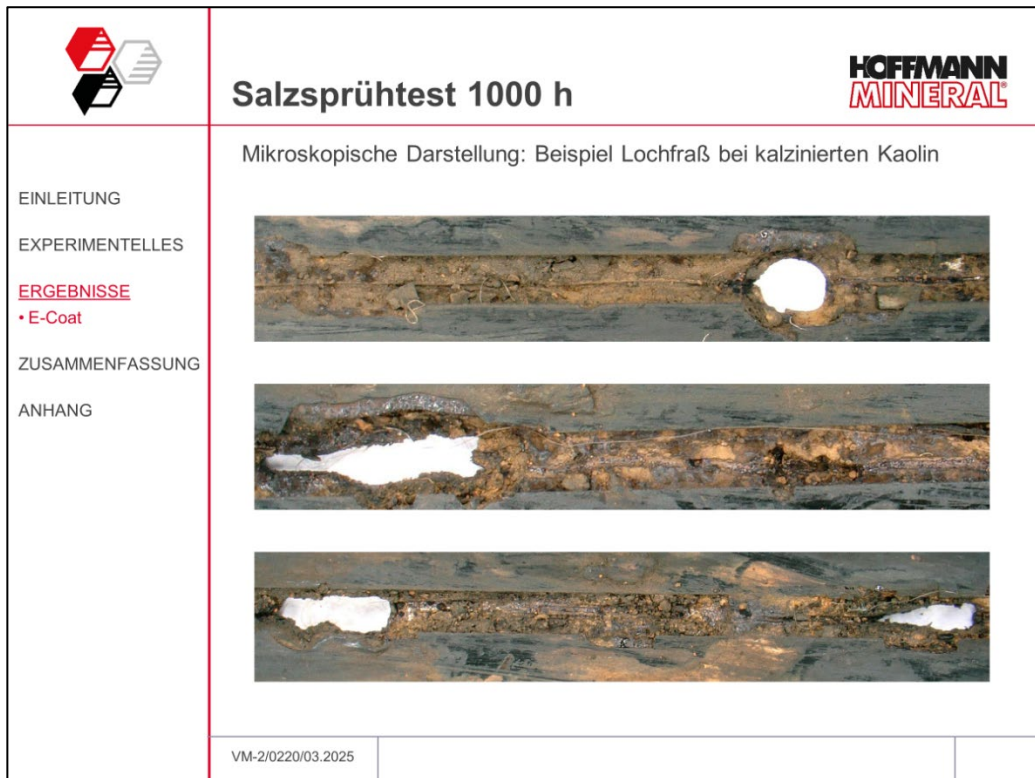 Salzsprühtest 1000 h
HOFFMANN
MINERAL®
Mikroskopische Darstellung: Beispiel Lochfraß bei kalzinierten Kaolin
EINLEITUNG
EXPERIMENTELLES
ERGEBNISSE
• E-Coat
ZUSAMMENFASSUNG
ANHANG
VM-2/0220/03.2025